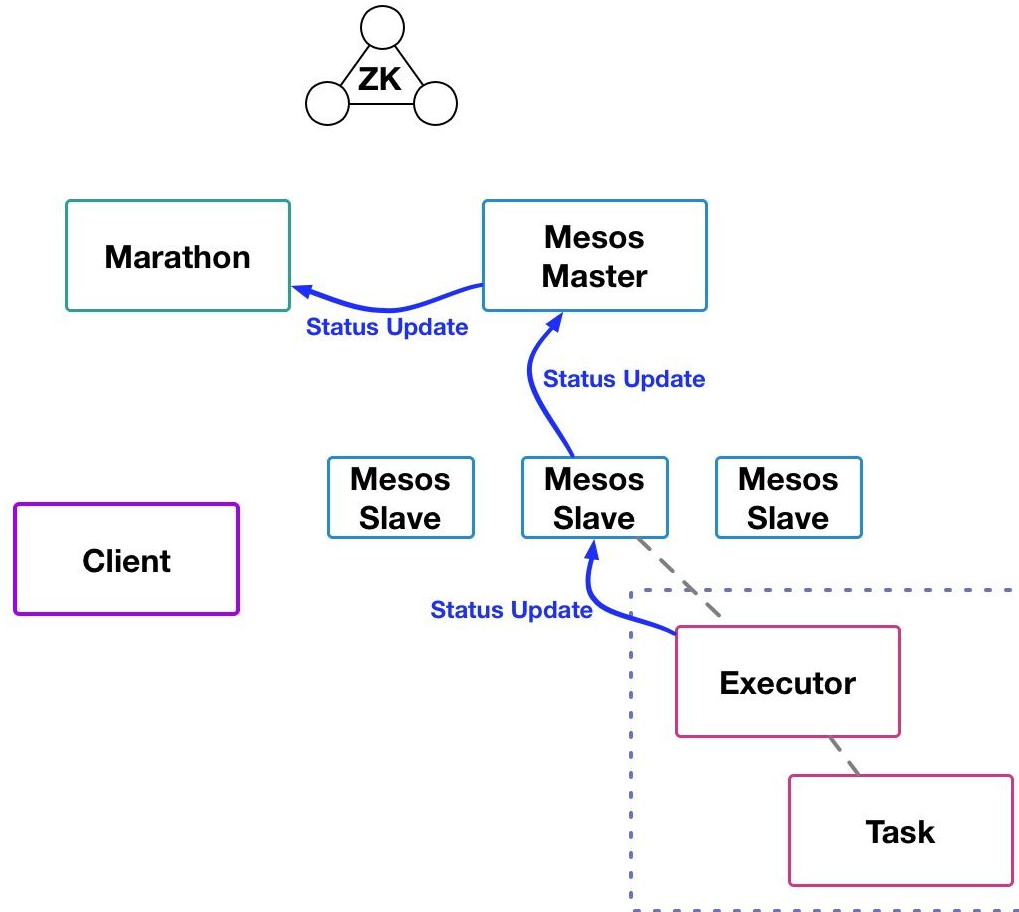 ZK
Marathon
Mesos
Master
Status Update
Status Update
Mesos
Slave
Mesos
Slave
Mesos
Slave
Client
Status Update
Executor
Task